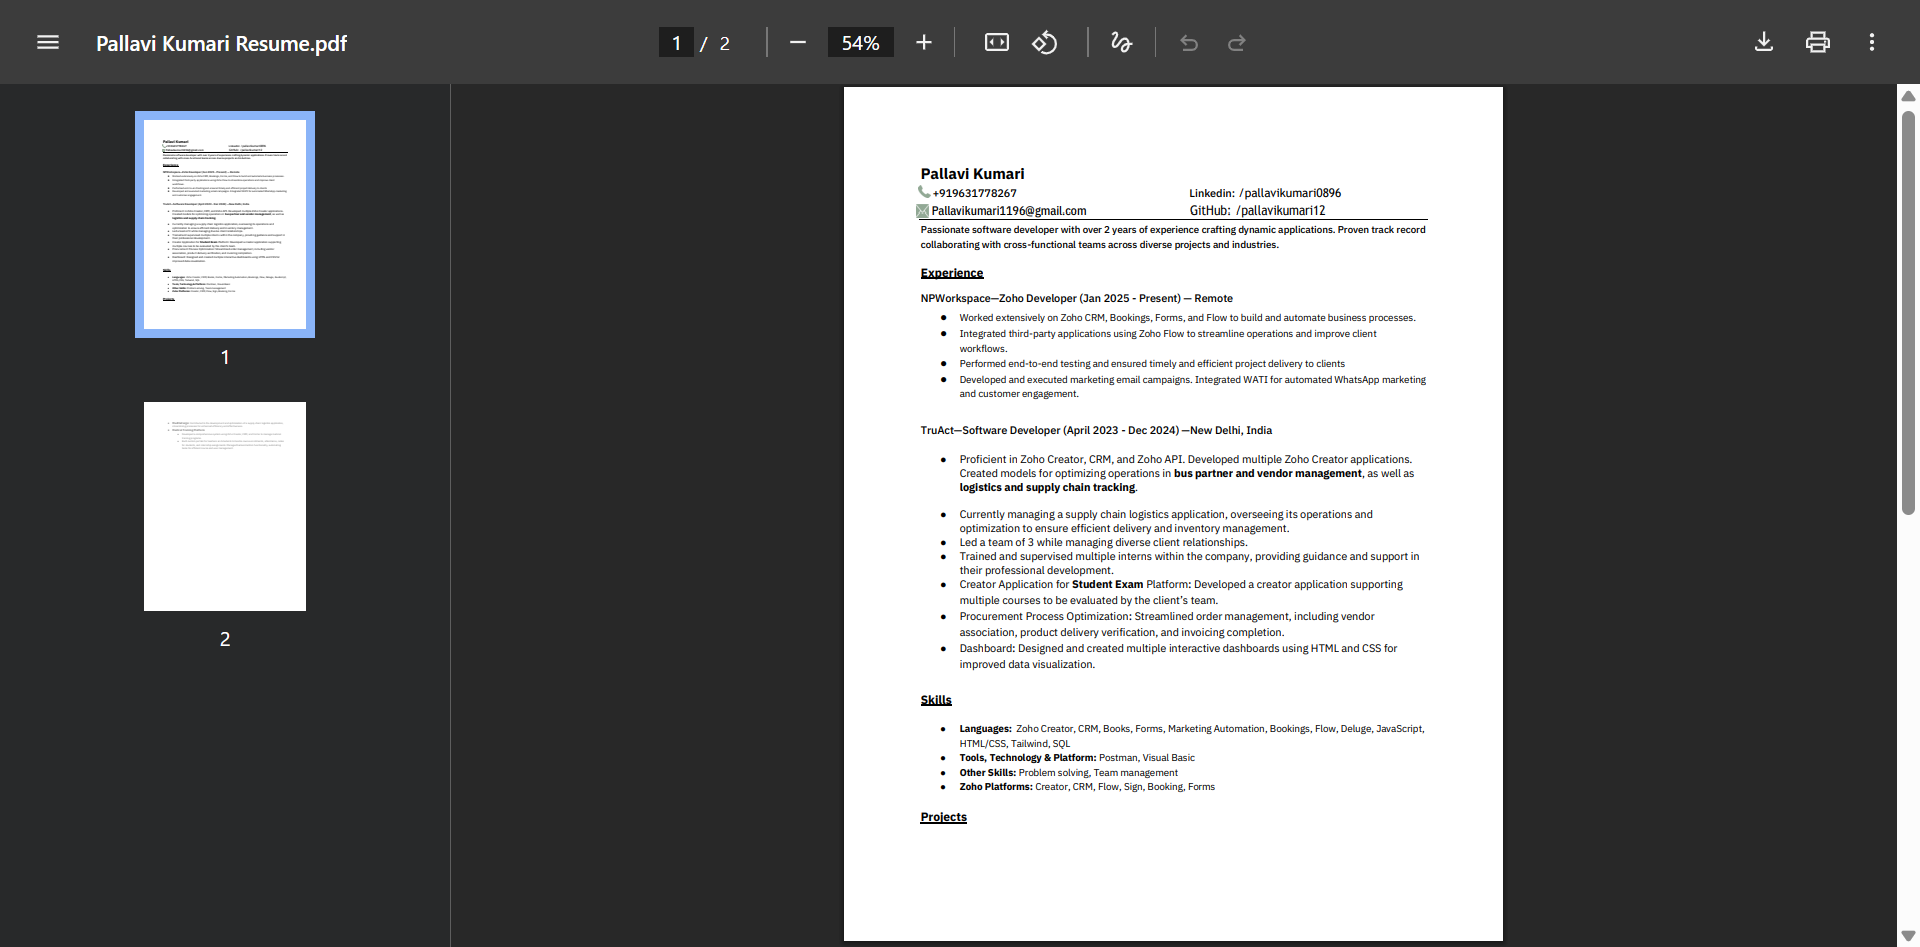 Pallavi Kumari Resume.pdf
1 / 2
54%
1
2
Pallavi Kumari
+919631778267
Linkedin: /pallavikumari0896
Pallavikumari1196@gmail.com
GitHub: /pallavikumari12
Passionate software developer with over 2 years of experience crafting dynamic applications. Proven track record
collaborating with cross-functional teams across diverse projects and industries.
Experience
NPWorkspace—Zoho Developer (Jan 2025 - Present) — Remote
● Worked extensively on Zoho CRM, Bookings, Forms, and Flow to build and automate business processes.
● Integrated third-party applications using Zoho Flow to streamline operations and improve client
workflows.
● Performed end-to-end testing and ensured timely and efficient project delivery to clients
● Developed and executed marketing email campaigns. Integrated WATI for automated WhatsApp marketing
and customer engagement.
TruAct—Software Developer (April 2023 - Dec 2024) —New Delhi, India
● Proficient in Zoho Creator, CRM, and Zoho API. Developed multiple Zoho Creator applications.
Created models for optimizing operations in bus partner and vendor management, as well as
logistics and supply chain tracking.
● Currently managing a supply chain logistics application, overseeing its operations and
optimization to ensure efficient delivery and inventory management.
● Led a team of 3 while managing diverse client relationships.
● Trained and supervised multiple interns within the company, providing guidance and support in
their professional development.
● Creator Application for Student Exam Platform: Developed a creator application supporting
multiple courses to be evaluated by the client’s team.
● Procurement Process Optimization: Streamlined order management, including vendor
association, product delivery verification, and invoicing completion.
● Dashboard: Designed and created multiple interactive dashboards using HTML and CSS for
improved data visualization.
Skills
● Languages: Zoho Creator, CRM, Books, Forms, Marketing Automation, Bookings, Flow, Deluge, JavaScript,
HTML/CSS, Tailwind, SQL
● Tools, Technology & Platform: Postman, Visual Basic
● Other Skills: Problem solving, Team management
● Zoho Platforms: Creator, CRM, Flow, Sign, Booking, Forms
Projects